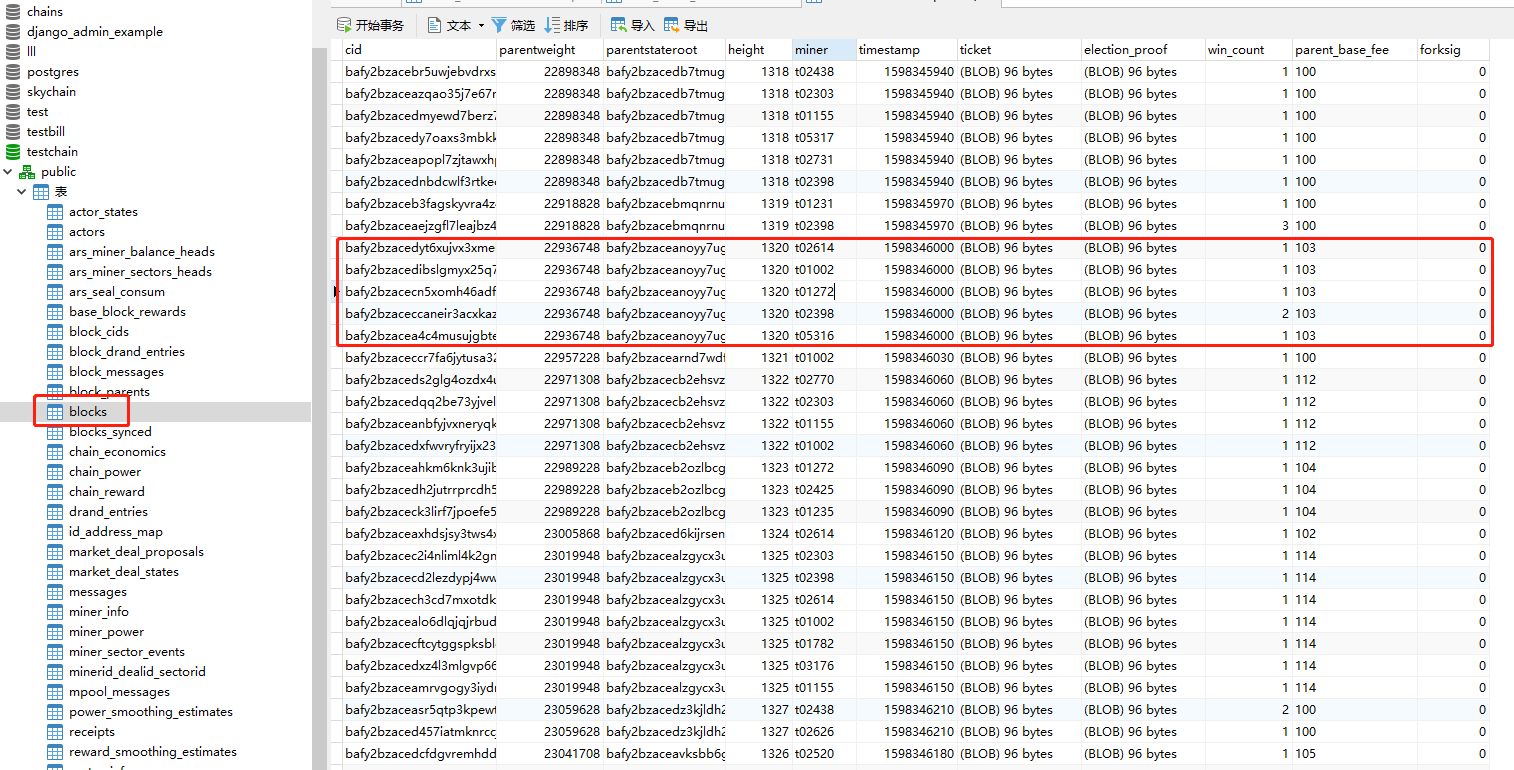 chains
django_admin_example
lll
postgres
skychain
test
testbill
testchain
public
表
actor_states
actors
ars_miner_balance_heads
ars_miner_sectors_heads
ars_seal_consum
base_block_rewards
block_cids
block_drand_entries
block_messages
block_parents
blocks
blocks_synced
chain_economics
chain_power
chain_reward
drand_entries
id_address_map
market_deal_proposals
market_deal_states
messages
miner_info
miner_power
miner_sector_events
minerid_dealid_sectorid
mpool_messages
power_smoothing_estimates
receipts
reward_smoothing_estimates
开始事务 文本 筛选 排序 导入 导出
cid parentweight parentstateroot height miner timestamp ticket election_proof win_count parent_base_fee forksig
bafy2bzacebr5uwjebvdrxs 22898348 bafy2bzacedb7tmug 1318 t02438 1598345940 (BLOB) 96 bytes (BLOB) 96 bytes 1 100 0
bafy2bzaceazqao35j7e67r 22898348 bafy2bzacedb7tmug 1318 t02303 1598345940 (BLOB) 96 bytes (BLOB) 96 bytes 1 100 0
bafy2bzacedmyewd7berz7 22898348 bafy2bzacedb7tmug 1318 t01155 1598345940 (BLOB) 96 bytes (BLOB) 96 bytes 1 100 0
bafy2bzacedy7oaxs3mbkk 22898348 bafy2bzacedb7tmug 1318 t05317 1598345940 (BLOB) 96 bytes (BLOB) 96 bytes 1 100 0
bafy2bzaceapopl7zjtawxhp 22898348 bafy2bzacedb7tmug 1318 t02731 1598345940 (BLOB) 96 bytes (BLOB) 96 bytes 1 100 0
bafy2bzacednbdcwlf3rtkec 22898348 bafy2bzacedb7tmug 1318 t02398 1598345940 (BLOB) 96 bytes (BLOB) 96 bytes 1 100 0
bafy2bzaceb3fagskyvra4z 22918828 bafy2bzacebmqnrnu 1319 t01231 1598345970 (BLOB) 96 bytes (BLOB) 96 bytes 1 100 0
bafy2bzaceaejzgfl7leajbz4 22918828 bafy2bzacebmqnrnu 1319 t02398 1598345970 (BLOB) 96 bytes (BLOB) 96 bytes 3 100 0
bafy2bzacedyt6xujvx3xme 22936748 bafy2bzaceanoyy7ug 1320 t02614 1598346000 (BLOB) 96 bytes (BLOB) 96 bytes 1 103 0
bafy2bzacedibslgmyx25q7 22936748 bafy2bzaceanoyy7ug 1320 t01002 1598346000 (BLOB) 96 bytes (BLOB) 96 bytes 1 103 0
bafy2bzacecn5xomh46adf 22936748 bafy2bzaceanoyy7ug 1320 t01272 1598346000 (BLOB) 96 bytes (BLOB) 96 bytes 1 103 0
bafy2bzaceccaneir3acxkaz 22936748 bafy2bzaceanoyy7ug 1320 t02398 1598346000 (BLOB) 96 bytes (BLOB) 96 bytes 2 103 0
bafy2bzacea4c4musujgbte 22936748 bafy2bzaceanoyy7ug 1320 t05316 1598346000 (BLOB) 96 bytes (BLOB) 96 bytes 1 103 0
bafy2bzaceccr7fa6jytusa32 22957228 bafy2bzacearnd7wdf 1321 t01002 1598346030 (BLOB) 96 bytes (BLOB) 96 bytes 1 100 0
bafy2bzaceds2glg4ozdx4u 22971308 bafy2bzacecb2ehsvz 1322 t02770 1598346060 (BLOB) 96 bytes (BLOB) 96 bytes 1 112 0
bafy2bzacedqq2be73yjvel 22971308 bafy2bzacecb2ehsvz 1322 t02303 1598346060 (BLOB) 96 bytes (BLOB) 96 bytes 1 112 0
bafy2bzaceanbfyjvxneryqk 22971308 bafy2bzacecb2ehsvz 1322 t01155 1598346060 (BLOB) 96 bytes (BLOB) 96 bytes 1 112 0
bafy2bzacedxfwvryfryijx23 22971308 bafy2bzacecb2ehsvz 1322 t01002 1598346060 (BLOB) 96 bytes (BLOB) 96 bytes 1 112 0
bafy2bzaceahkm6knk3ujib 22989228 bafy2bzaceb2ozlbcg 1323 t01272 1598346090 (BLOB) 96 bytes (BLOB) 96 bytes 1 104 0
bafy2bzacedh2jutrrprcdh5 22989228 bafy2bzaceb2ozlbcg 1323 t02425 1598346090 (BLOB) 96 bytes (BLOB) 96 bytes 1 104 0
bafy2bzaceck3lirf7jpoefe5 22989228 bafy2bzaceb2ozlbcg 1323 t01235 1598346090 (BLOB) 96 bytes (BLOB) 96 bytes 1 104 0
bafy2bzaceaxhdsjsy3tws4x 23005868 bafy2bzaced6kijrsen 1324 t02614 1598346120 (BLOB) 96 bytes (BLOB) 96 bytes 1 102 0
bafy2bzacec2i4nliml4k2gn 23019948 bafy2bzacealzgycx3u 1325 t02303 1598346150 (BLOB) 96 bytes (BLOB) 96 bytes 1 114 0
bafy2bzacecd2lezdypj4ww 23019948 bafy2bzacealzgycx3u 1325 t02398 1598346150 (BLOB) 96 bytes (BLOB) 96 bytes 1 114 0
bafy2bzacech3cd7mxotdk 23019948 bafy2bzacealzgycx3u 1325 t02614 1598346150 (BLOB) 96 bytes (BLOB) 96 bytes 1 114 0
bafy2bzacealo6dlqjqjrbud 23019948 bafy2bzacealzgycx3u 1325 t01002 1598346150 (BLOB) 96 bytes (BLOB) 96 bytes 1 114 0
bafy2bzacecftcytggspksbl 23019948 bafy2bzacealzgycx3u 1325 t01782 1598346150 (BLOB) 96 bytes (BLOB) 96 bytes 1 114 0
bafy2bzacedxz4l3mlgvp66 23019948 bafy2bzacealzgycx3u 1325 t03176 1598346150 (BLOB) 96 bytes (BLOB) 96 bytes 1 114 0
bafy2bzaceamrvgogy3iydr 23019948 bafy2bzacealzgycx3u 1325 t01155 1598346150 (BLOB) 96 bytes (BLOB) 96 bytes 1 114 0
bafy2bzaceasr5qtp3kpewt 23059628 bafy2bzacedz3kjldh2 1327 t02438 1598346210 (BLOB) 96 bytes (BLOB) 96 bytes 2 100 0
bafy2bzaced457iatmknrcc 23059628 bafy2bzacedz3kjldh2 1327 t02626 1598346210 (BLOB) 96 bytes (BLOB) 96 bytes 1 100 0
bafy2bzacedcfdgvremhdd 23041708 bafy2bzaceavksbb6g 1326 t02520 1598346180 (BLOB) 96 bytes (BLOB) 96 bytes 1 105 0